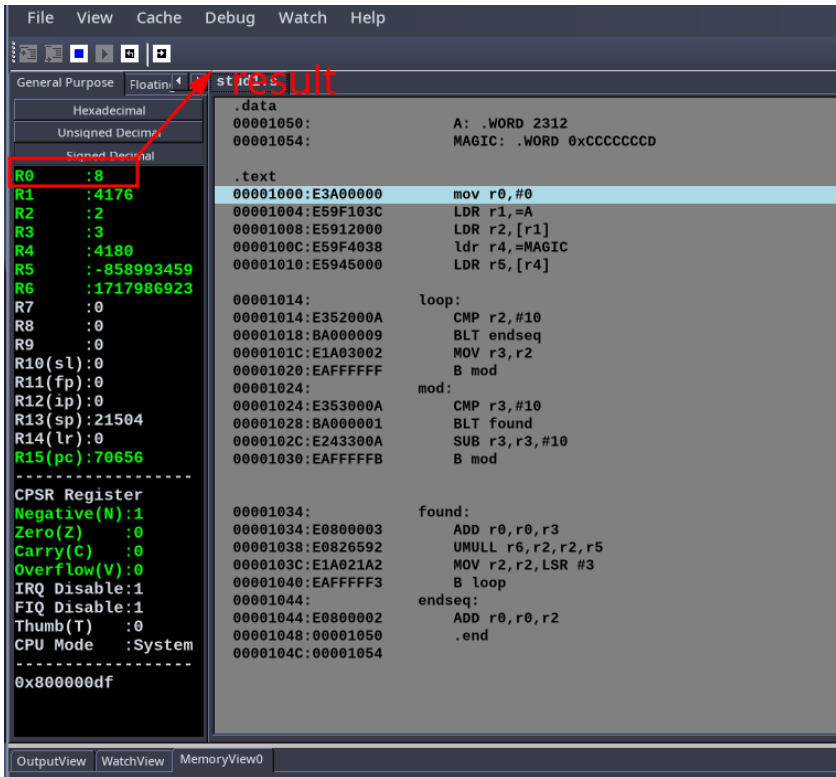 File View Cache Debug Watch Help
General Purpose Floating
stud1.s
result
Hexadecimal
Unsigned Decimal
Signed Decimal
R0 :8
R1 :4176
R2 :2
R3 :3
R4 :4180
R5 :-858993459
R6 :1717986923
R7 :0
R8 :0
R9 :0
R10(sl):0
R11(fp):0
R12(ip):0
R13(sp):21504
R14(lr):0
R15(pc):70656
------------------
CPSR Register
Negative(N):1
Zero(Z) :0
Carry(C) :0
Overflow(V):0
IRQ Disable:1
FIQ Disable:1
Thumb(T) :0
CPU Mode :System
------------------
0x800000df
.data
00001050: A: .WORD 2312
00001054: MAGIC: .WORD 0xCCCCCCCD
.text
00001000:E3A00000 mov r0,#0
00001004:E59F103C LDR r1,=A
00001008:E5912000 LDR r2,[r1]
0000100C:E59F4038 ldr r4,=MAGIC
00001010:E5945000 LDR r5,[r4]
00001014: loop:
00001014:E352000A CMP r2,#10
00001018:BA000009 BLT endseq
0000101C:E1A03002 MOV r3,r2
00001020:EAFFFFFF B mod
00001024: mod:
00001024:E353000A CMP r3,#10
00001028:BA000001 BLT found
0000102C:E243300A SUB r3,r3,#10
00001030:EAFFFFFB B mod
00001034: found:
00001034:E0800003 ADD r0,r0,r3
00001038:E0826592 UMULL r6,r2,r2,r5
0000103C:E1A021A2 MOV r2,r2,LSR #3
00001040:EAFFFFF3 B loop
00001044: endseq:
00001044:E0800002 ADD r0,r0,r2
00001048:00001050 .end
0000104C:00001054
OutputView WatchView MemoryView0